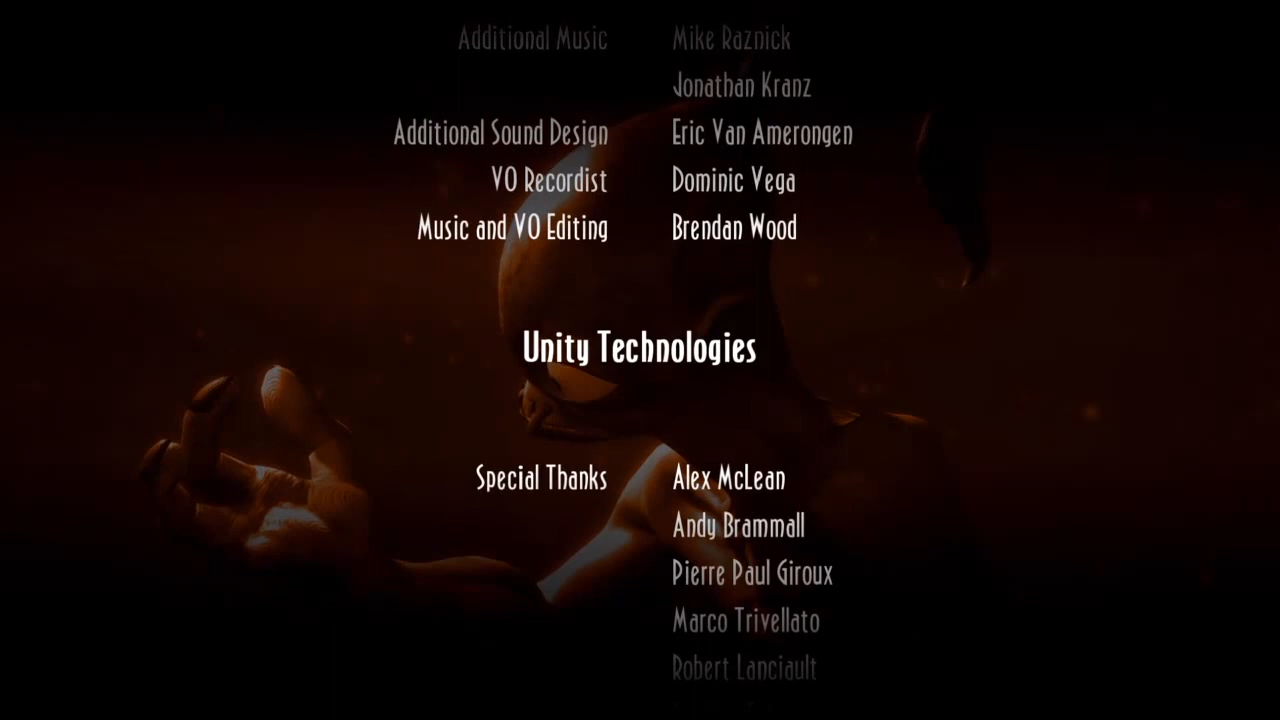 Additional Music Mike Raznick
Jonathan Kranz
Additional Sound Design Eric Van Amerongen
VO Recordist Dominic Vega
Music and VO Editing Brendan Wood
Unity Technologies
Special Thanks Alex McLean
Andy Brammall
Pierre Paul Giroux
Marco Trivellato
Robert Lanciault